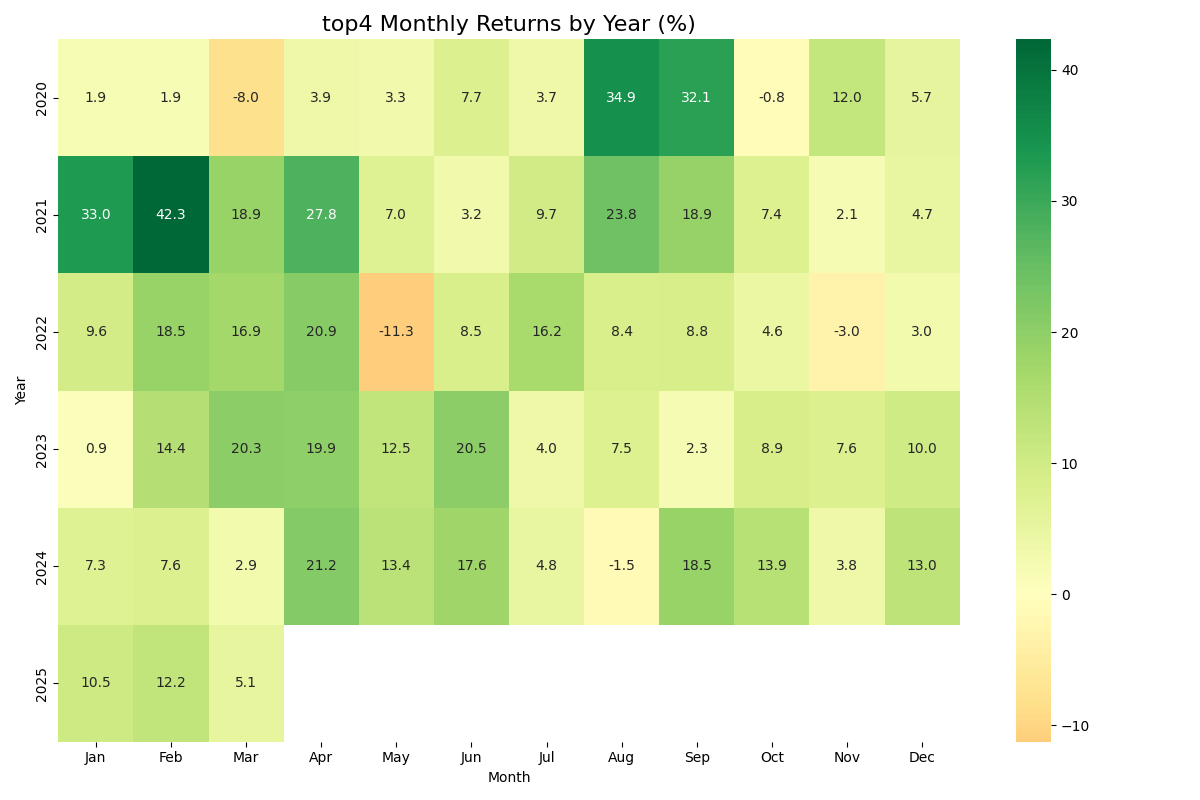 top4 Monthly Returns by Year (%)
2020 1.9 1.9 -8.0 3.9 3.3 7.7 3.7 34.9 32.1 -0.8 12.0 5.7
2021 33.0 42.3 18.9 27.8 7.0 3.2 9.7 23.8 18.9 7.4 2.1 4.7
2022 9.6 18.5 16.9 20.9 -11.3 8.5 16.2 8.4 8.8 4.6 -3.0 3.0
Year
2023 0.9 14.4 20.3 19.9 12.5 20.5 4.0 7.5 2.3 8.9 7.6 10.0
2024 7.3 7.6 2.9 21.2 13.4 17.6 4.8 -1.5 18.5 13.9 3.8 13.0
2025 10.5 12.2 5.1
Jan Feb Mar Apr May Jun Jul Aug Sep Oct Nov Dec
Month
40
30
20
10
0
−10